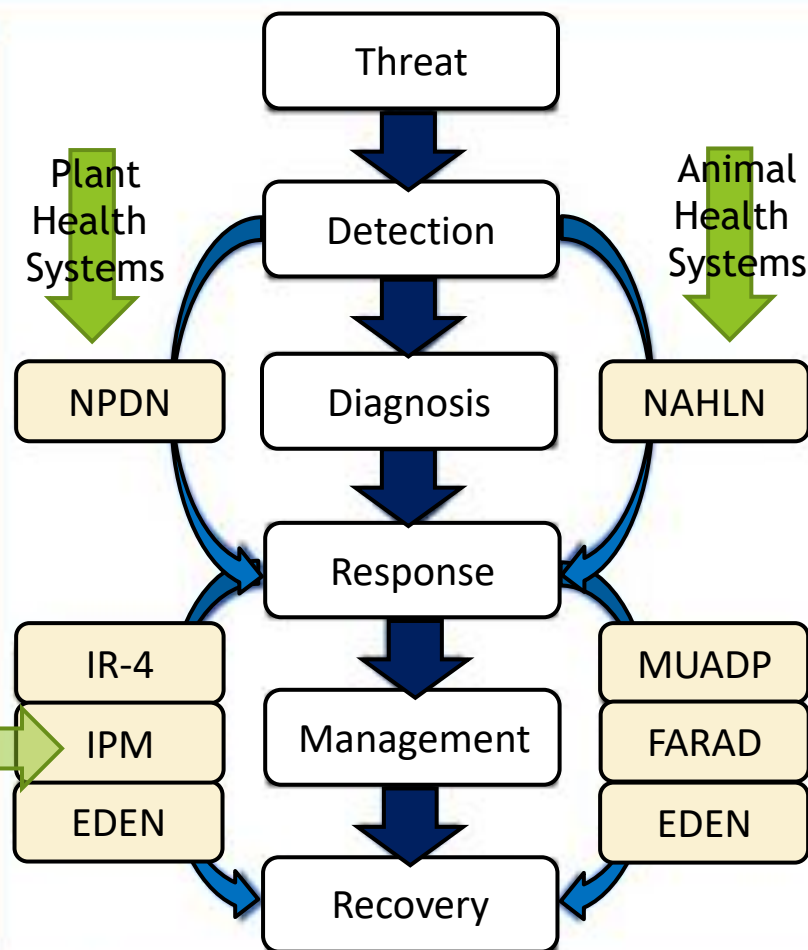 Threat
Plant
Health
Systems
Animal
Health
Systems
Detection
NPDN
Diagnosis
NAHLN
Response
IR-4
MUADP
IPM
Management
FARAD
EDEN
EDEN
Recovery